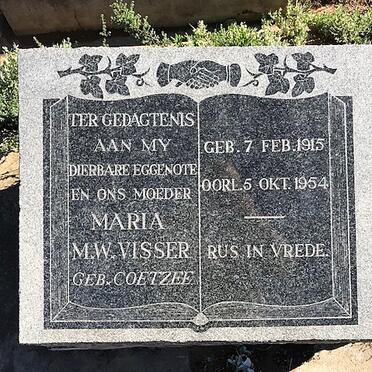 TER GEDAGTENIS
AAN MY
DIERBARE EGGENOTE
EN ONS MOEDER
MARIA
M.W. VISSER
GEB. COETZEE
GEB. 7 FEB. 1915
OORL. 5 OKT. 1954
RUS IN VREDE.